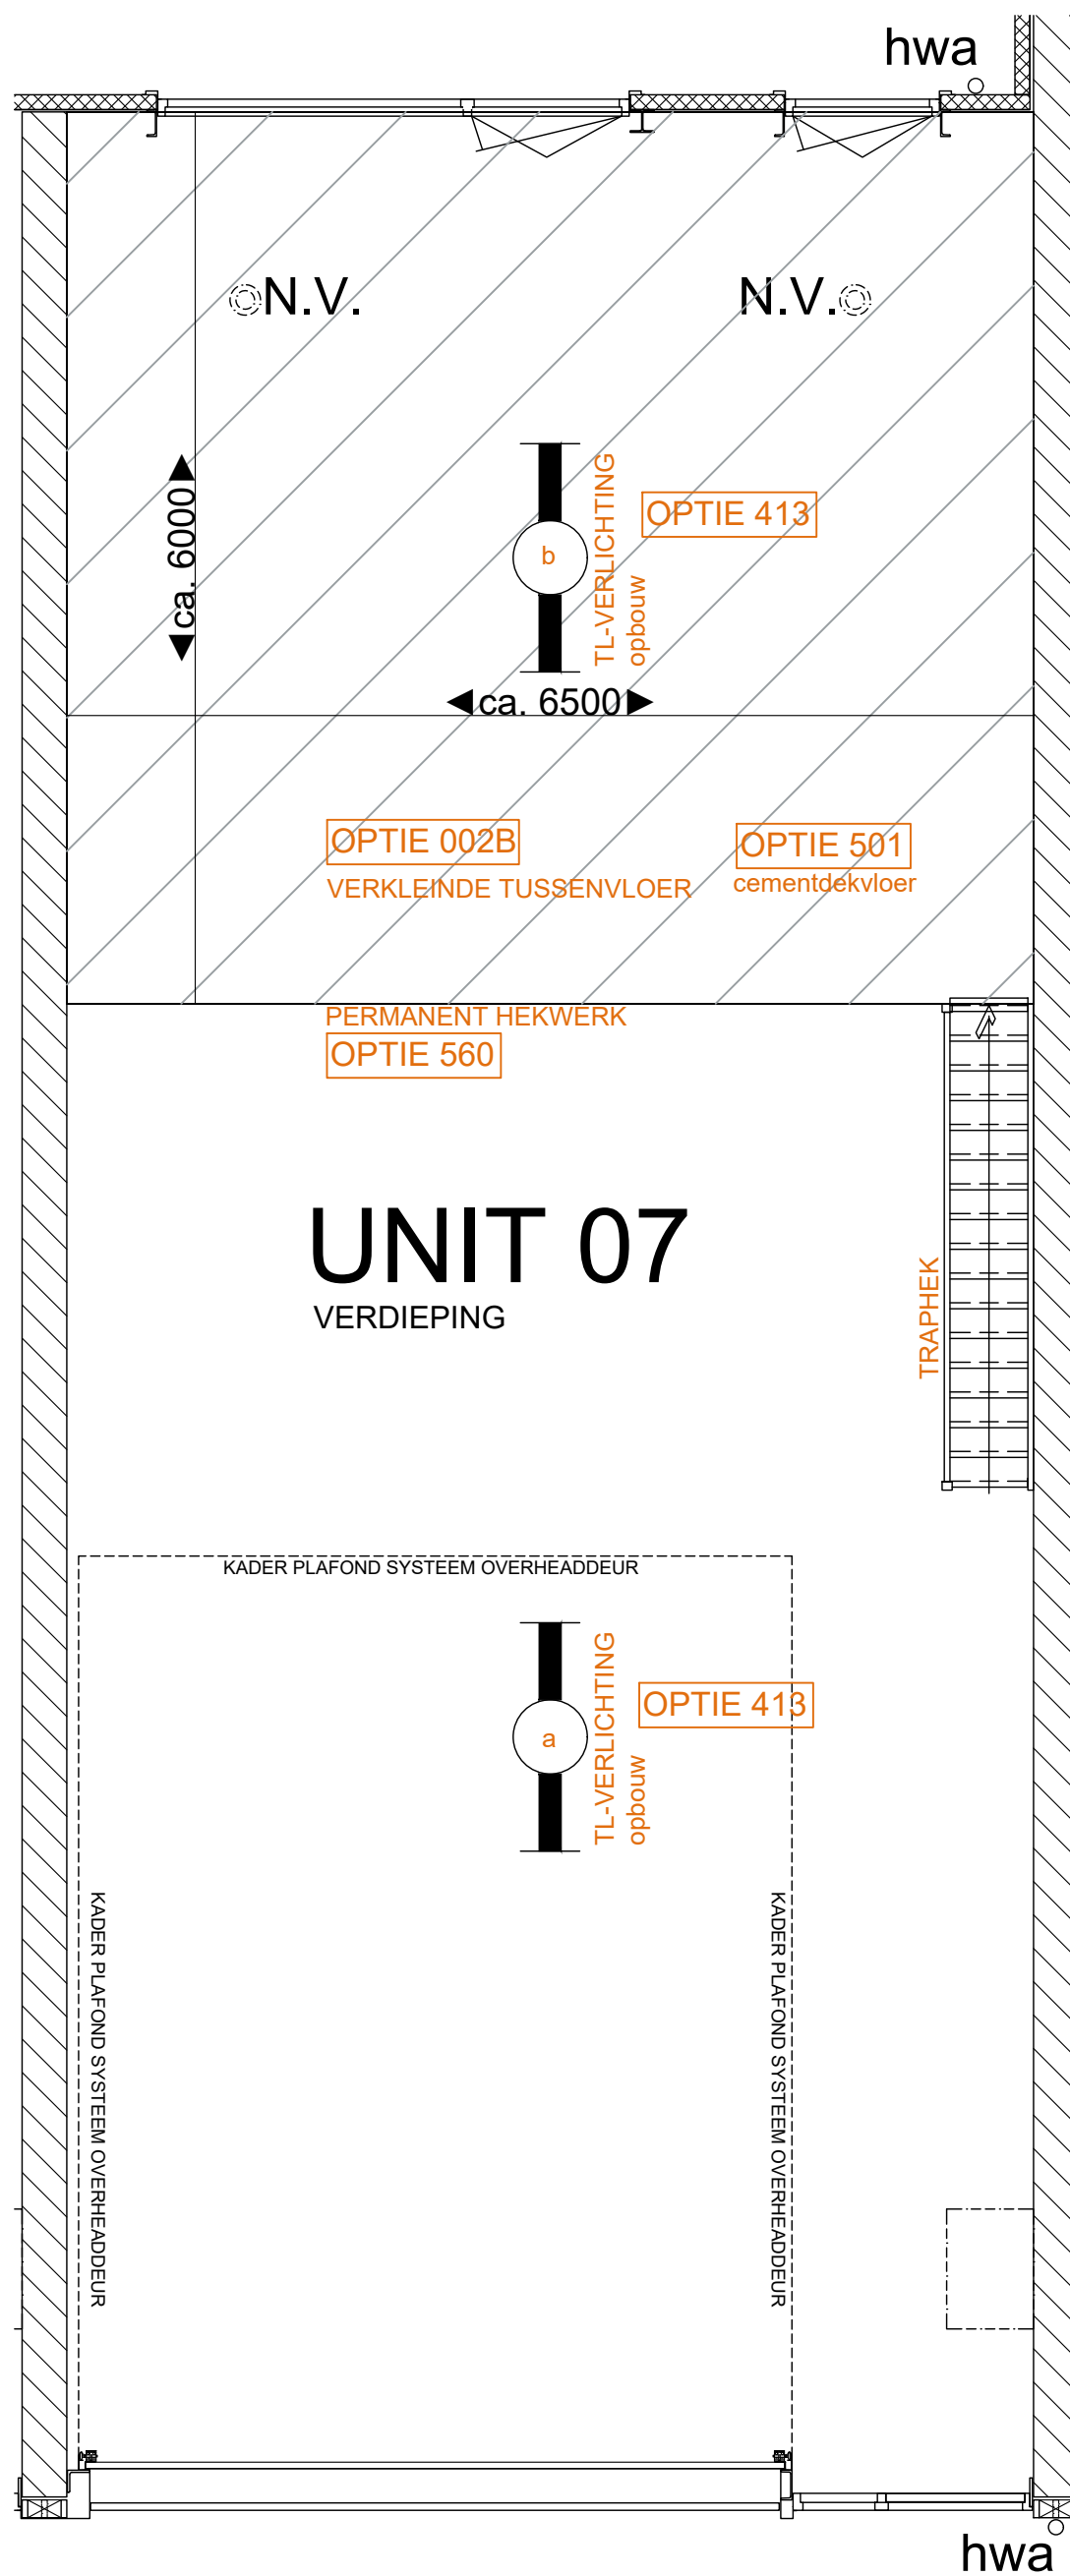 hwa
N.V.
N.V.
ca. 6000
TL-VERLICHTING
opbouw
OPTIE 413
b
ca. 6500
OPTIE 002B
VERKLEINDE TUSSENVLOER
OPTIE 501
cementdekvloer
PERMANENT HEKWERK
OPTIE 560
UNIT 07
VERDIEPING
TRAPHEK
KADER PLAFOND SYSTEEM OVERHEADDEUR
TL-VERLICHTING
opbouw
OPTIE 413
a
KADER PLAFOND SYSTEEM OVERHEADDEUR
KADER PLAFOND SYSTEEM OVERHEADDEUR
hwa